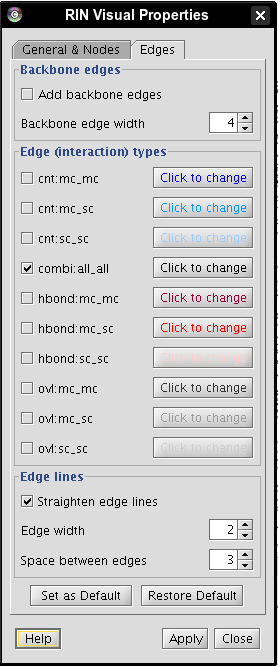 RIN Visual Properties
General & Nodes Edges
Backbone edges
Add backbone edges
Backbone edge width 4
Edge (interaction) types
cnt:mc_mc Click to change
cnt:mc_sc Click to change
cnt:sc_sc Click to change
combi:all_all Click to change
hbond:mc_mc Click to change
hbond:mc_sc Click to change
hbond:sc_sc Click to change
ovl:mc_mc Click to change
ovl:mc_sc Click to change
ovl:sc_sc Click to change
Edge lines
Straighten edge lines
Edge width 2
Space between edges 3
Set as Default Restore Default
Help Apply Close